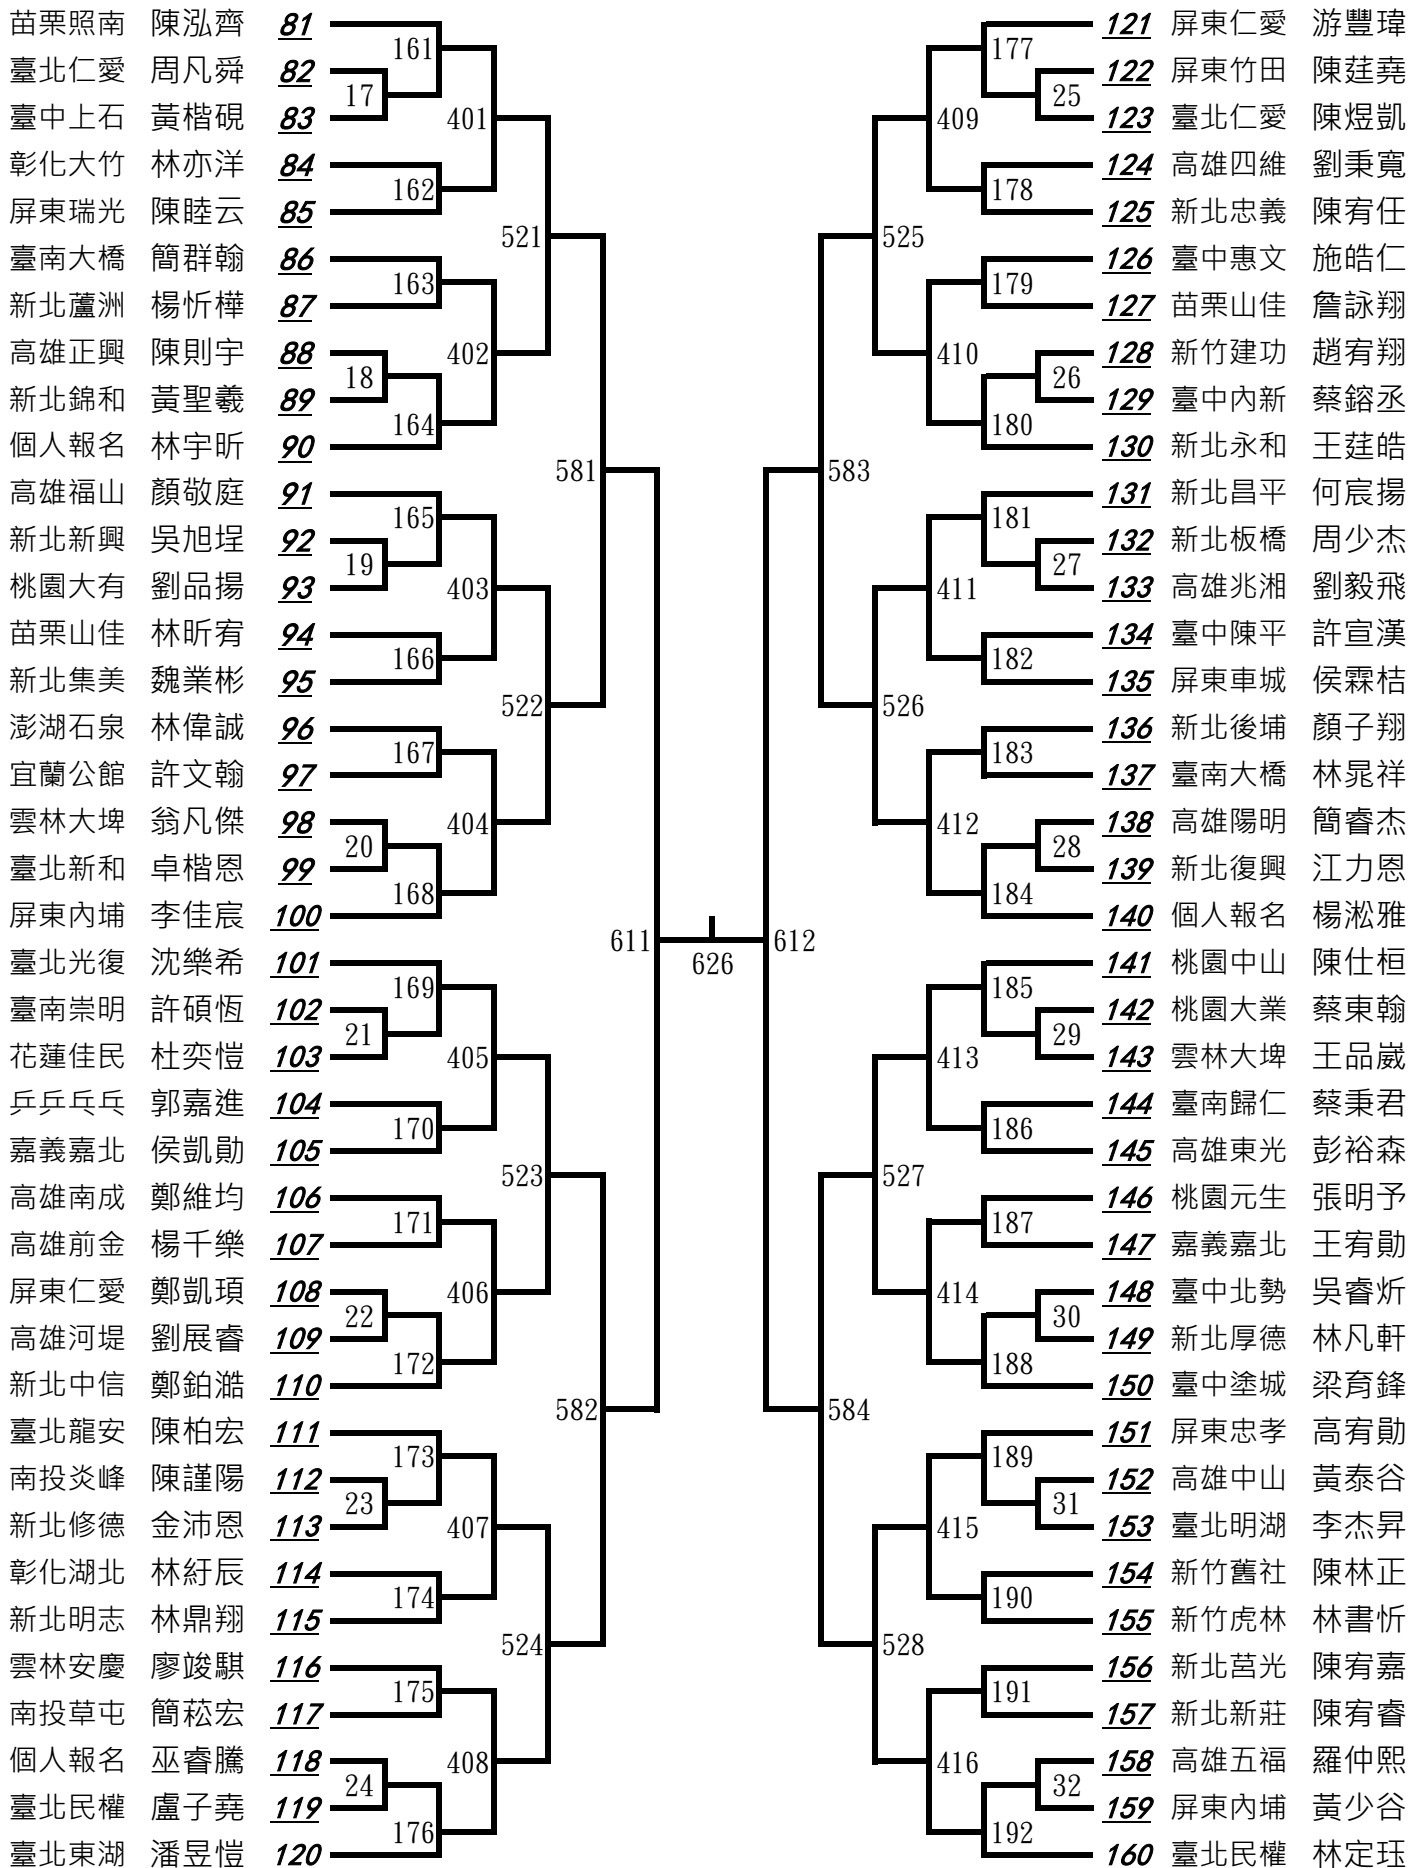 苗栗照南 陳泓齊 81
161
臺北仁愛 周凡舜 82
17
臺中上石 黃楷硯 83
401
彰化大竹 林亦洋 84
162
屏東瑞光 陳睦云 85
521
臺南大橋 簡群翰 86
163
新北蘆洲 楊忻樺 87
402
高雄正興 陳則宇 88
18
新北錦和 黃聖羲 89
164
個人報名 林宇昕 90
581
高雄福山 顏敬庭 91
165
新北新興 吳旭埕 92
19
桃園大有 劉品揚 93
403
苗栗山佳 林昕宥 94
166
新北集美 魏業彬 95
522
澎湖石泉 林偉誠 96
167
宜蘭公館 許文翰 97
404
雲林大埤 翁凡傑 98
20
臺北新和 卓楷恩 99
168
屏東內埔 李佳宸 100
611
626
臺北光復 沈樂希 101
169
臺南崇明 許碩恆 102
21
花蓮佳民 杜奕愷 103
405
乒乒乓乓 郭嘉進 104
170
嘉義嘉北 侯凱勛 105
523
高雄南成 鄭維均 106
171
高雄前金 楊千樂 107
406
屏東仁愛 鄭凱頊 108
22
高雄河堤 劉展睿 109
172
新北中信 鄭鉑澔 110
582
臺北龍安 陳柏宏 111
173
南投炎峰 陳謹陽 112
23
新北修德 金沛恩 113
407
彰化湖北 林紆辰 114
174
新北明志 林鼎翔 115
524
雲林安慶 廖竣騏 116
175
南投草屯 簡菘宏 117
408
個人報名 巫睿騰 118
24
臺北民權 盧子堯 119
176
臺北東湖 潘昱愷 120
121 屏東仁愛 游豐瑋
177
122 屏東竹田 陳莛堯
25
123 臺北仁愛 陳煜凱
409
124 高雄四維 劉秉寬
178
125 新北忠義 陳宥任
525
126 臺中惠文 施皓仁
179
127 苗栗山佳 詹詠翔
410
128 新竹建功 趙宥翔
26
129 臺中內新 蔡鎔丞
180
130 新北永和 王莛皓
583
131 新北昌平 何宸揚
181
132 新北板橋 周少杰
27
133 高雄兆湘 劉毅飛
411
134 臺中陳平 許宣漢
182
135 屏東車城 侯霖桔
526
136 新北後埔 顏子翔
183
137 臺南大橋 林晁祥
412
138 高雄陽明 簡睿杰
28
139 新北復興 江力恩
184
140 個人報名 楊淞雅
612
141 桃園中山 陳仕桓
185
142 桃園大業 蔡東翰
29
143 雲林大埤 王品崴
413
144 臺南歸仁 蔡秉君
186
145 高雄東光 彭裕森
527
146 桃園元生 張明予
187
147 嘉義嘉北 王宥勛
414
148 臺中北勢 吳睿炘
30
149 新北厚德 林凡軒
188
150 臺中塗城 梁育鋒
584
151 屏東忠孝 高宥勛
189
152 高雄中山 黃泰谷
31
153 臺北明湖 李杰昇
415
154 新竹舊社 陳林正
190
155 新竹虎林 林書忻
528
156 新北莒光 陳宥嘉
191
157 新北新莊 陳宥睿
416
158 高雄五福 羅仲熙
32
159 屏東內埔 黃少谷
192
160 臺北民權 林定玨